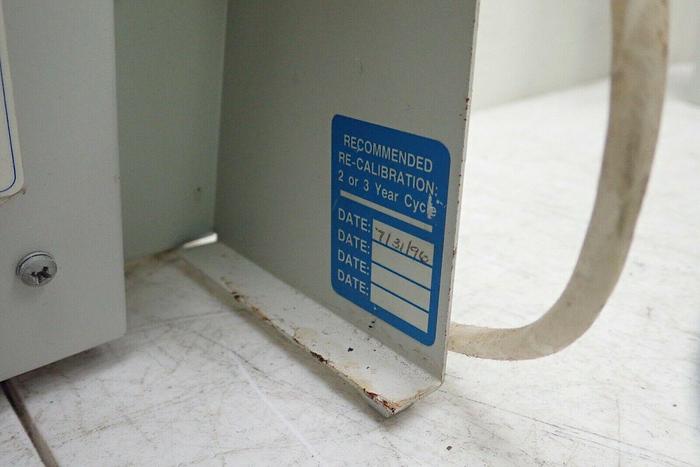 RECOMMENDED
RE-CALIBRATION:
2 or 3 Year Cycle
DATE: 7/31/96
DATE:
DATE:
DATE: